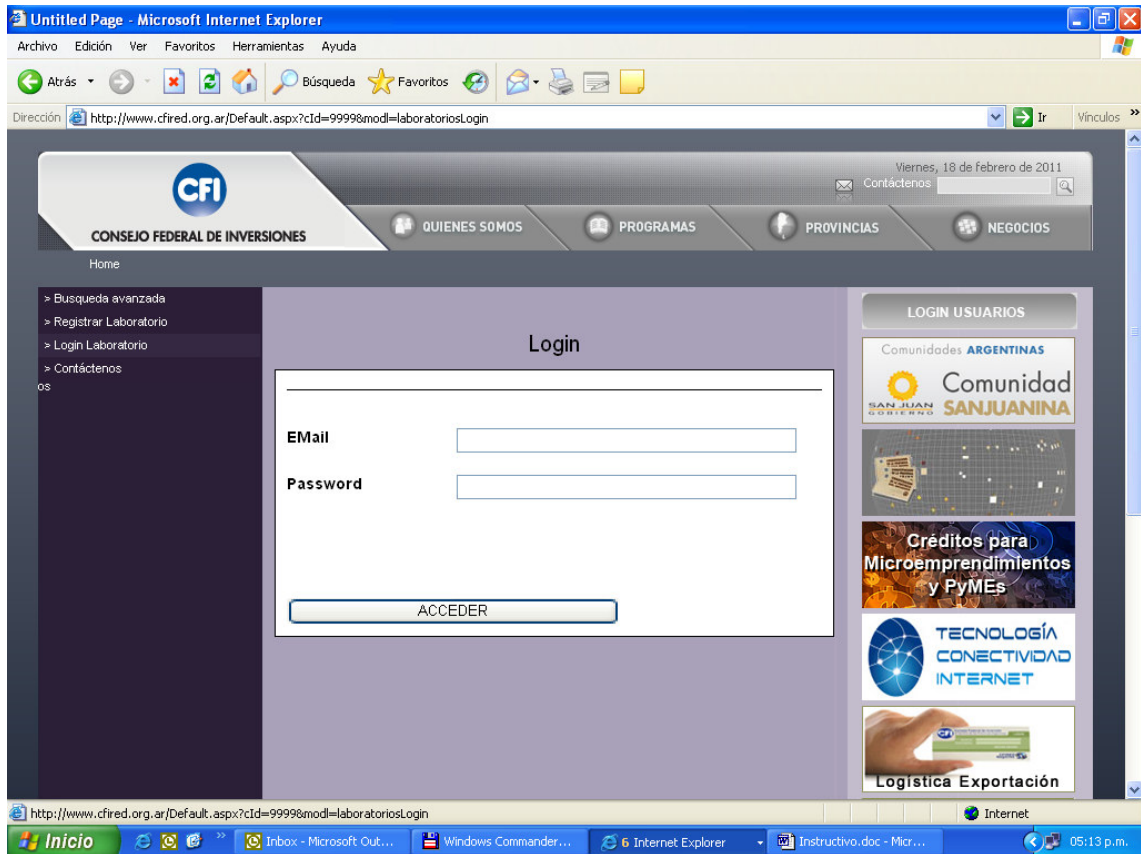 Untitled Page - Microsoft Internet Explorer
Archivo Edición Ver Favoritos Herramientas Ayuda
Atrás Búsqueda Favoritos
Dirección http://www.cfired.org.ar/Default.aspx?cId=9999&modl=laboratoriosLogin Ir Vínculos »
Viernes, 18 de febrero de 2011
Contáctenos
CFI
CONSEJO FEDERAL DE INVERSIONES
QUIENES SOMOS PROGRAMAS PROVINCIAS NEGOCIOS
Home
> Busqueda avanzada
> Registrar Laboratorio
> Login Laboratorio
> Contáctenos
os
Login
EMail
Password
ACCEDER
LOGIN USUARIOS
Comunidades ARGENTINAS
Comunidad
SANJUANINA
SAN JUAN
GOBIERNO
Créditos para
Microemprendimientos
y PyMEs
TECNOLOGÍA
CONECTIVIDAD
INTERNET
CFI
Logística Exportación
http://www.cfired.org.ar/Default.aspx?cId=9999&modl=laboratoriosLogin Internet
Inicio » Inbox - Microsoft Out... Windows Commander... 6 Internet Explorer Instructivo.doc - Micr... 05:13 p.m.